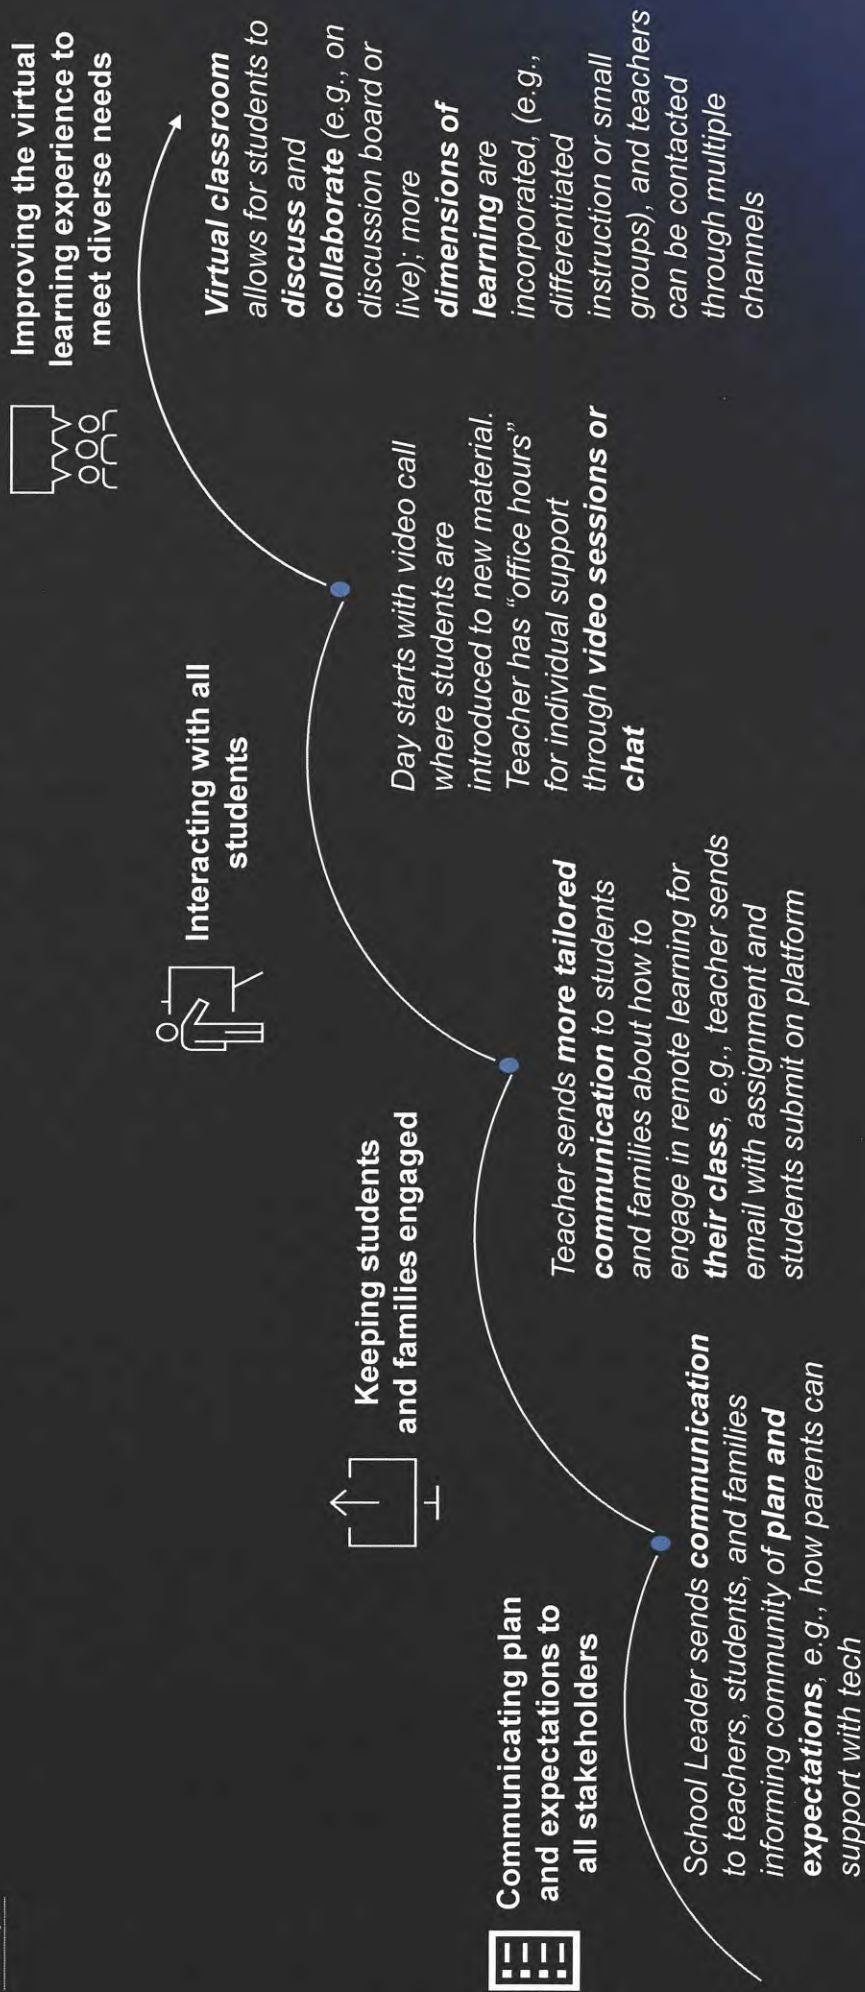 Communicating plan
and expectations to
all stakeholders
School Leader sends communication
to teachers, students, and families
informing community of plan and
expectations, e.g., how parents can
support with tech
Keeping students
and families engaged
Teacher sends more tailored
communication to students
and families about how to
engage in remote learning for
their class, e.g., teacher sends
email with assignment and
students submit on platform
Interacting with all
students
Day starts with video call
where students are
introduced to new material.
Teacher has “office hours”
for individual support
through video sessions or
chat
Improving the virtual
learning experience to
meet diverse needs
Virtual classroom
allows for students to
discuss and
collaborate (e.g., on
discussion board or
live); more
dimensions of
learning are
incorporated, (e.g.,
differentiated
instruction or small
groups), and teachers
can be contacted
through multiple
channels